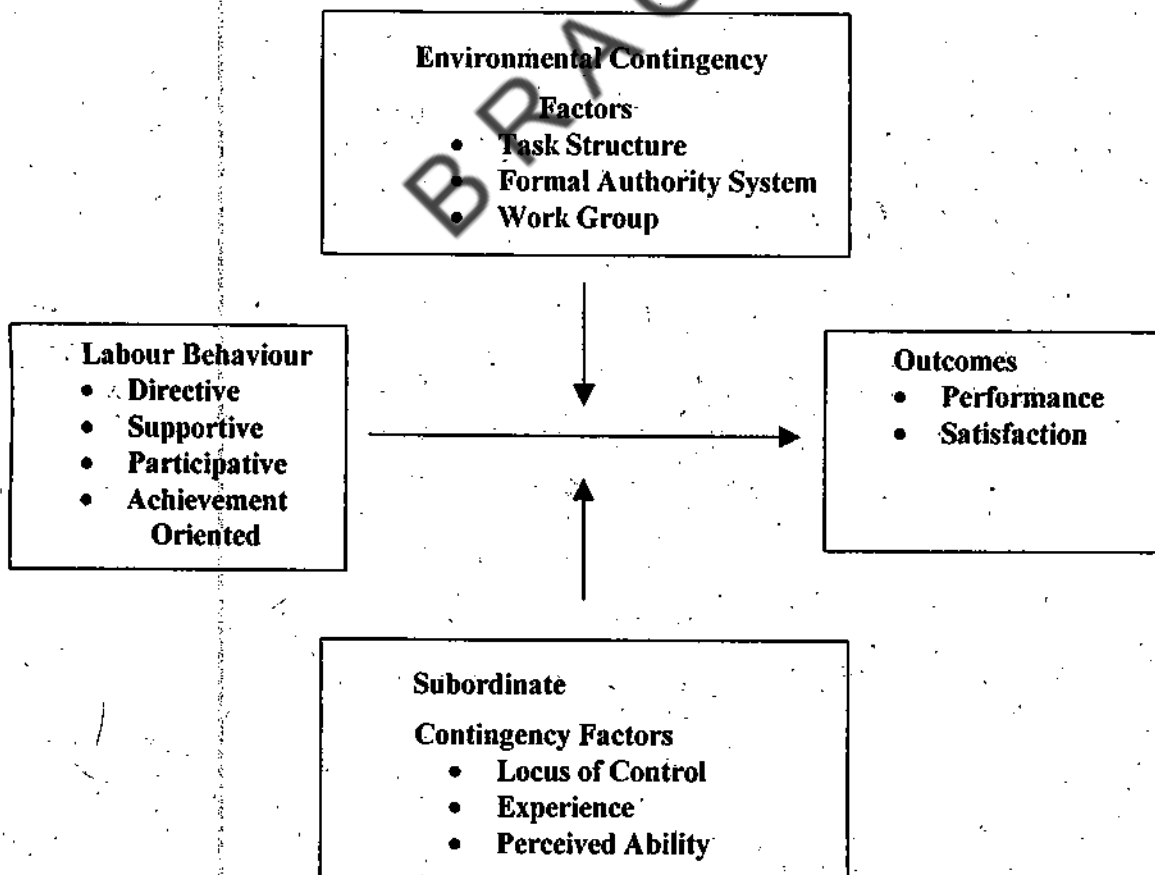 Environmental Contingency
Factors
• Task Structure
• Formal Authority System
• Work Group
Labour Behaviour
• Directive
• Supportive
• Participative
• Achievement
Oriented
Outcomes
• Performance
• Satisfaction
Subordinate
Contingency Factors
• Locus of Control
• Experience
• Perceived Ability
BRAC